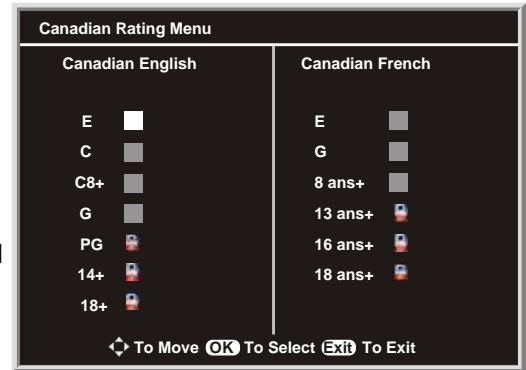 Canadian Rating Menu
Canadian English
E
C
C8+
G
PG
14+
18+
Canadian French
E
G
8 ans+
13 ans+
16 ans+
18 ans+
To Move OK To Select Exit To Exit